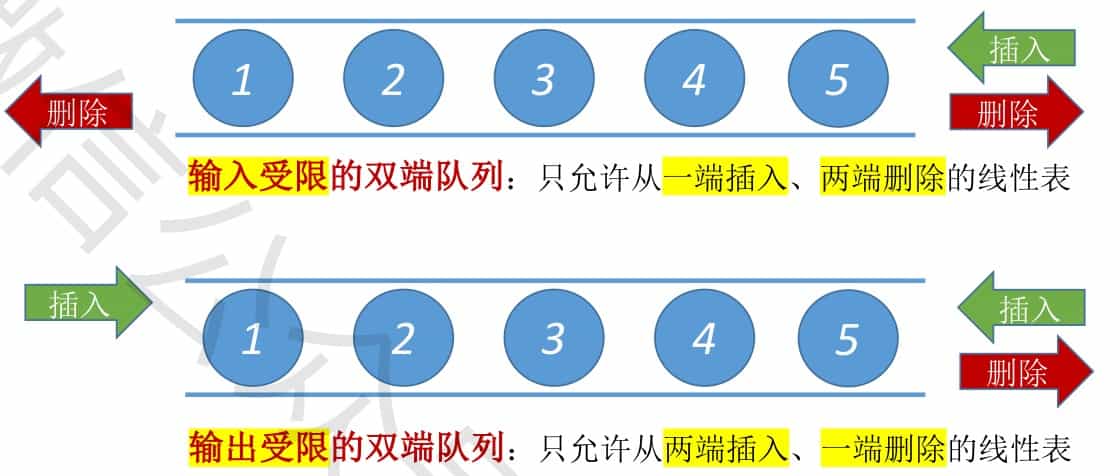 1 2 3 4 5 插入
删除 删除
输入受限的双端队列：只允许从一端插入、两端删除的线性表
插入 1 2 3 4 5 插入
删除
输出受限的双端队列：只允许从两端插入、一端删除的线性表